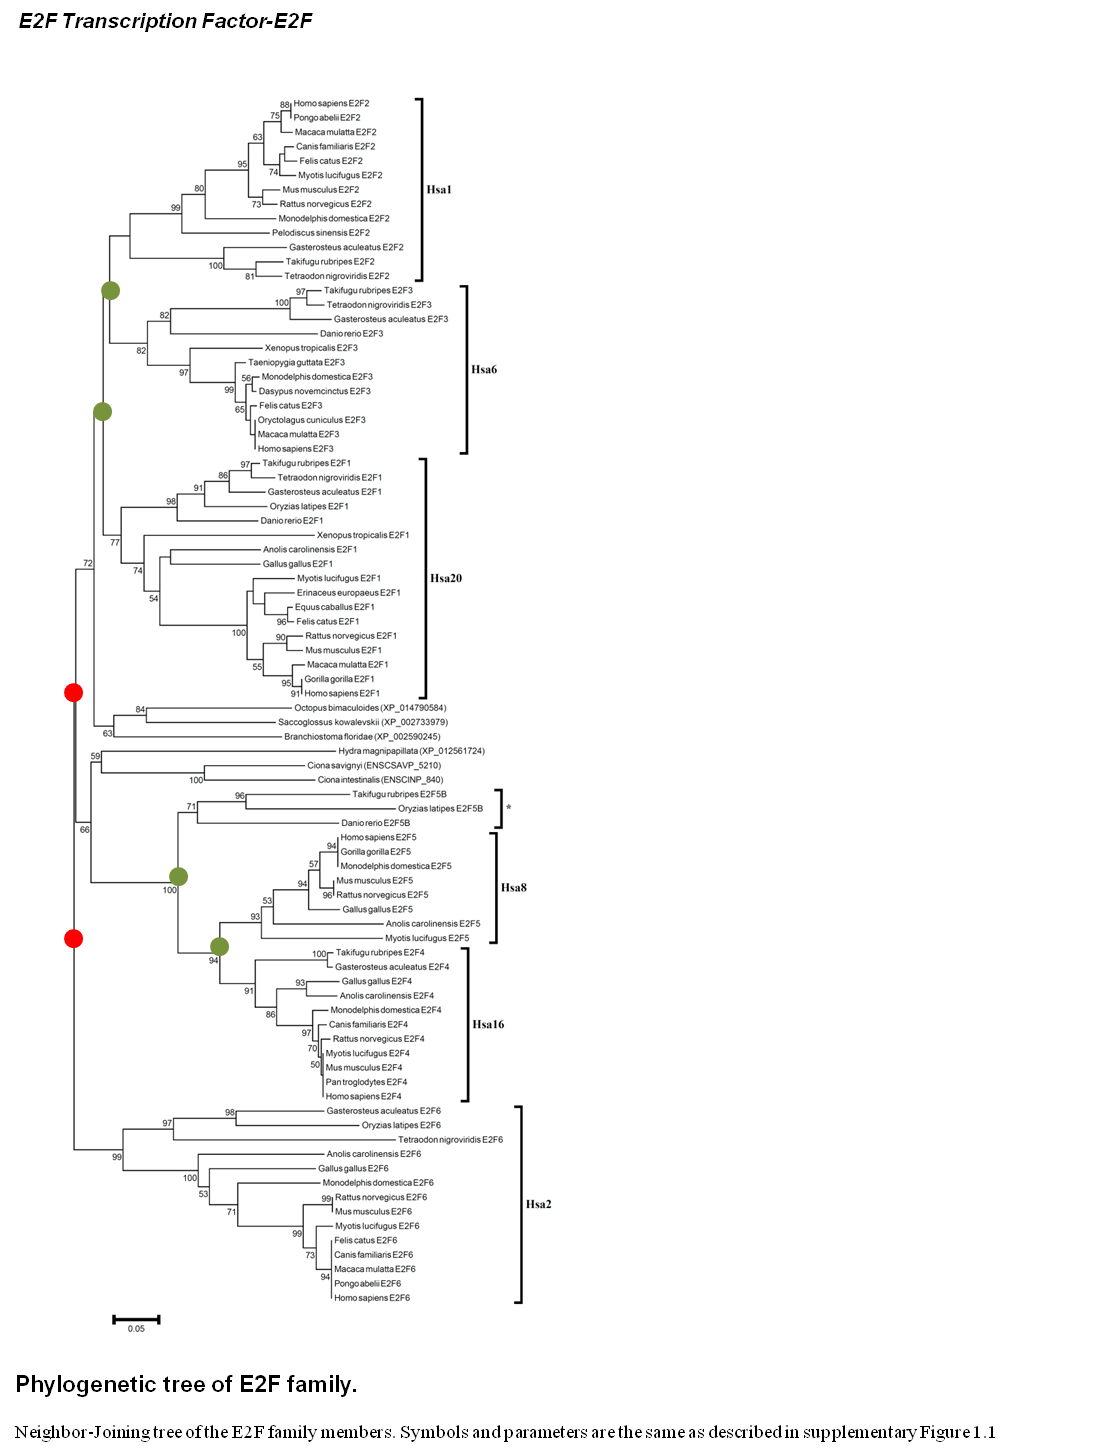 E2F Transcription Factor-E2F
88
Homo sapiens E2F2
75
Pongo abelii E2F2
Macaca mulatta E2F2
63
Canis familiaris E2F2
95
Felis catus E2F2
74
Myotis lucifugus E2F2
80
Mus musculus E2F2
Hsa1
73
Rattus norvegicus E2F2
99
Monodelphis domestica E2F2
Pelodiscus sinensis E2F2
Gasterosteus aculeatus E2F2
100
Takifugu rubripes E2F2
81
Tetraodon nigroviridis E2F2
97
Takifugu rubripes E2F3
100
Tetraodon nigroviridis E2F3
82
Gasterosteus aculeatus E2F3
Danio rerio E2F3
82
Xenopus tropicalis E2F3
Taeniopygia guttata E2F3
97
Hsa6
56
Monodelphis domestica E2F3
99
Dasypus novemcinctus E2F3
65
Felis catus E2F3
Oryctolagus cuniculus E2F3
Macaca mulatta E2F3
Homo sapiens E2F3
97
Takifugu rubripes E2F1
86
Tetraodon nigroviridis E2F1
91
Gasterosteus aculeatus E2F1
98
Oryzias latipes E2F1
Danio rerio E2F1
77
Xenopus tropicalis E2F1
Anolis carolinensis E2F1
72
74
Gallus gallus E2F1
Myotis lucifugus E2F1
Hsa20
54
Erinaceus europaeus E2F1
Equus caballus E2F1
96
Felis catus E2F1
100
90
Rattus norvegicus E2F1
Mus musculus E2F1
55
Macaca mulatta E2F1
95
Gorilla gorilla E2F1
91
Homo sapiens E2F1
84
Octopus bimaculoides (XP_014790584)
Saccoglossus kowalevskii (XP_002733979)
63
Branchiostoma floridae (XP_002590245)
59
Hydra magnipapillata (XP_012561724)
Ciona savignyi (ENSCSAVP_5210)
100
Ciona intestinalis (ENSCINP_840)
96
Takifugu rubripes E2F5B
71
Oryzias latipes E2F5B
*
66
Danio rerio E2F5B
Homo sapiens E2F5
94
Gorilla gorilla E2F5
57
Monodelphis domestica E2F5
94
Mus musculus E2F5
Hsa8
100
96
Rattus norvegicus E2F5
53
Gallus gallus E2F5
93
Anolis carolinensis E2F5
Myotis lucifugus E2F5
94
100
Takifugu rubripes E2F4
Gasterosteus aculeatus E2F4
93
Gallus gallus E2F4
91
Anolis carolinensis E2F4
86
Monodelphis domestica E2F4
Canis familiaris E2F4
Hsa16
97
Rattus norvegicus E2F4
70
Myotis lucifugus E2F4
50
Mus musculus E2F4
Pan troglodytes E2F4
Homo sapiens E2F4
98
Gasterosteus aculeatus E2F6
97
Oryzias latipes E2F6
Tetraodon nigroviridis E2F6
99
Anolis carolinensis E2F6
Gallus gallus E2F6
100
Monodelphis domestica E2F6
53
99
Rattus norvegicus E2F6
Hsa2
71
Mus musculus E2F6
99
Myotis lucifugus E2F6
Felis catus E2F6
73
Canis familiaris E2F6
Macaca mulatta E2F6
94
Pongo abelii E2F6
Homo sapiens E2F6
0.05
Phylogenetic tree of E2F family.
Neighbor-Joining tree of the E2F family members. Symbols and parameters are the same as described in supplementary Figure 1.1